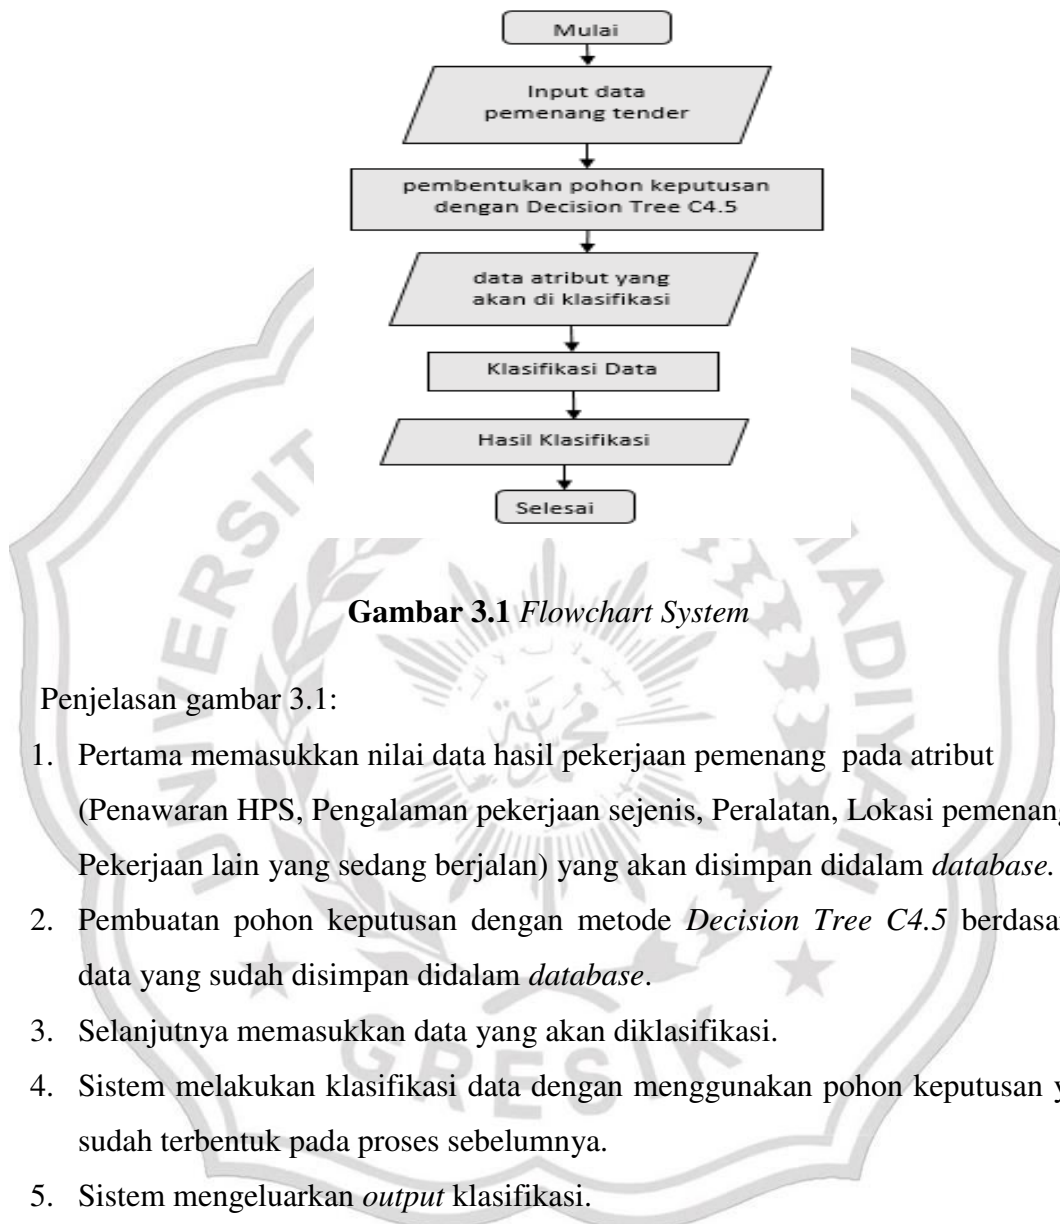 Mulai
Input data
pemenang tender
pembentukan pohon keputusan
dengan Decision Tree C4.5
data atribut yang
akan di klasifikasi
Klasifikasi Data
Hasil Klasifikasi
Selesai
Gambar 3.1 Flowchart System
Penjelasan gambar 3.1:
1. Pertama memasukkan nilai data hasil pekerjaan pemenang pada atribut
(Penawaran HPS, Pengalaman pekerjaan sejenis, Peralatan, Lokasi pemenang
Pekerjaan lain yang sedang berjalan) yang akan disimpan didalam database.
2. Pembuatan pohon keputusan dengan metode Decision Tree C4.5 berdasa
data yang sudah disimpan didalam database.
3. Selanjutnya memasukkan data yang akan diklasifikasi.
4. Sistem melakukan klasifikasi data dengan menggunakan pohon keputusan y
sudah terbentuk pada proses sebelumnya.
5. Sistem mengeluarkan output klasifikasi.
GRESIK